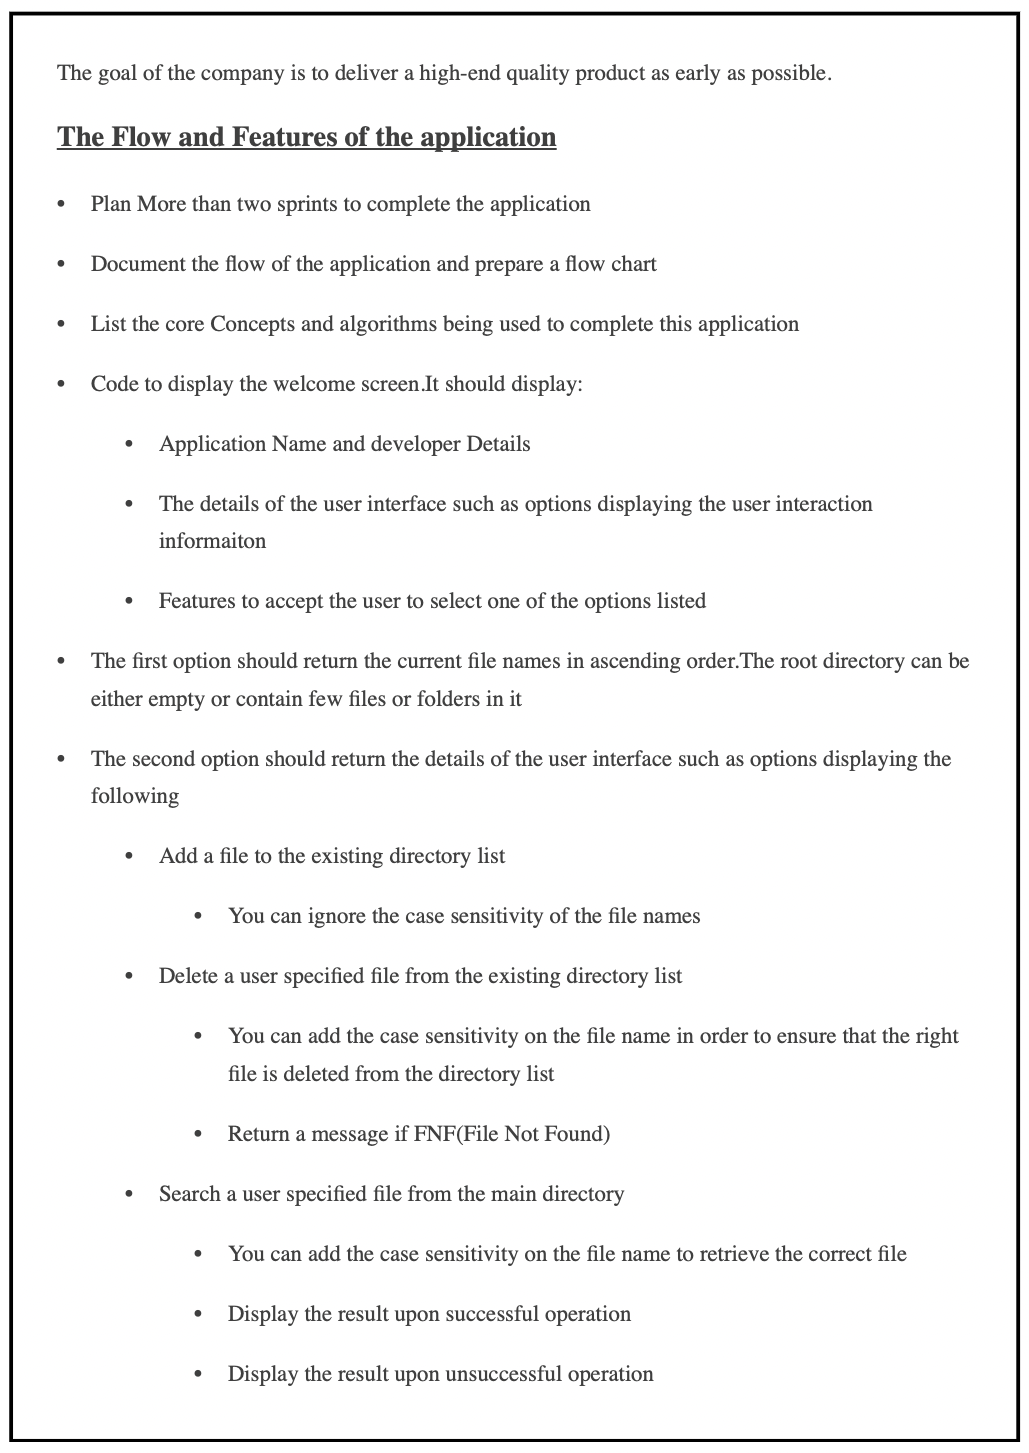 The goal of the company is to deliver a high-end quality product as early as possible.
The Flow and Features of the application
• Plan More than two sprints to complete the application
• Document the flow of the application and prepare a flow chart
• List the core Concepts and algorithms being used to complete this application
• Code to display the welcome screen.It should display:
• Application Name and developer Details
• The details of the user interface such as options displaying the user interaction
informaiton
• Features to accept the user to select one of the options listed
• The first option should return the current file names in ascending order.The root directory can be
either empty or contain few files or folders in it
• The second option should return the details of the user interface such as options displaying the
following
• Add a file to the existing directory list
• You can ignore the case sensitivity of the file names
• Delete a user specified file from the existing directory list
• You can add the case sensitivity on the file name in order to ensure that the right
file is deleted from the directory list
• Return a message if FNF(File Not Found)
• Search a user specified file from the main directory
• You can add the case sensitivity on the file name to retrieve the correct file
• Display the result upon successful operation
• Display the result upon unsuccessful operation